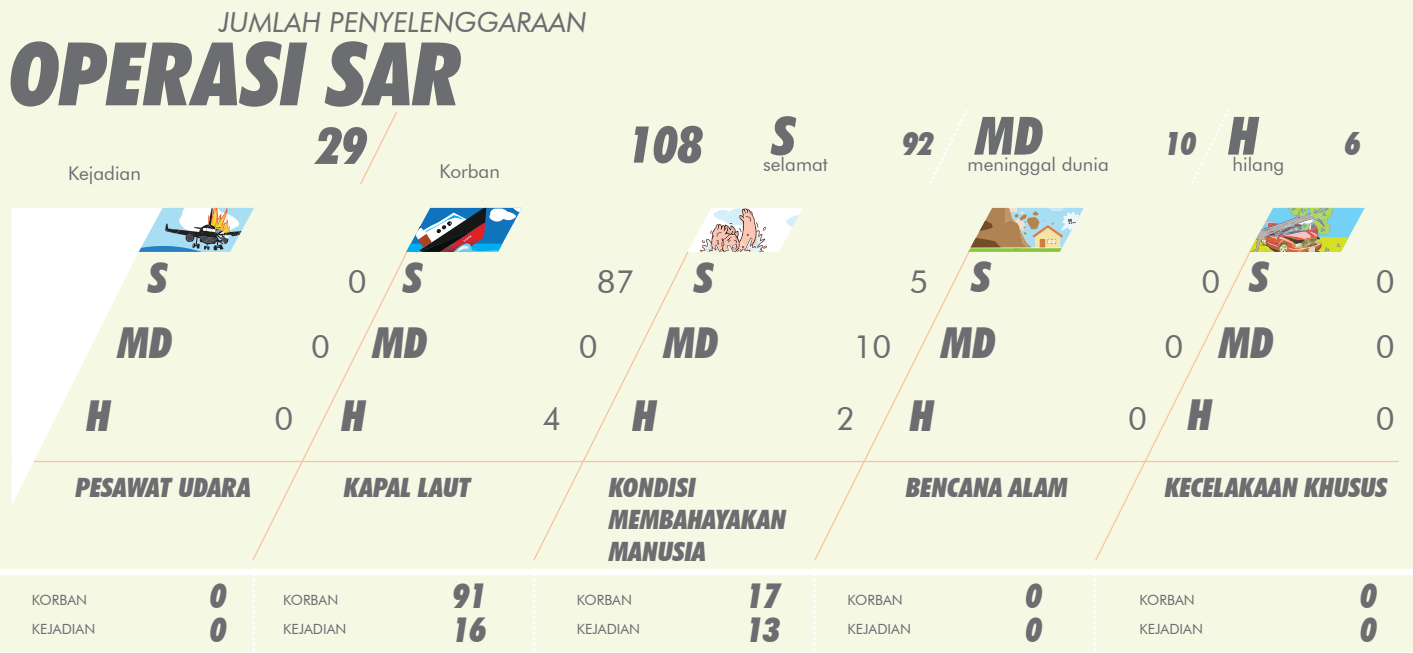 JUMLAH PENYELENGGARAAN
OPERASI SAR
Kejadian 29
Korban 108
S selamat 92
MD meninggal dunia 10
H hilang 6
S 0 S 87 S 5 S 0 S 0
MD 0 MD 0 MD 10 MD 0 MD 0
H 0 H 4 H 2 H 0 H 0
PESAWAT UDARA
KAPAL LAUT
KONDISI
MEMBAHAYAKAN
MANUSIA
BENCANA ALAM
KECELAKAAN KHUSUS
KORBAN 0 KORBAN 91 KORBAN 17 KORBAN 0 KORBAN 0
KEJADIAN 0 KEJADIAN 16 KEJADIAN 13 KEJADIAN 0 KEJADIAN 0